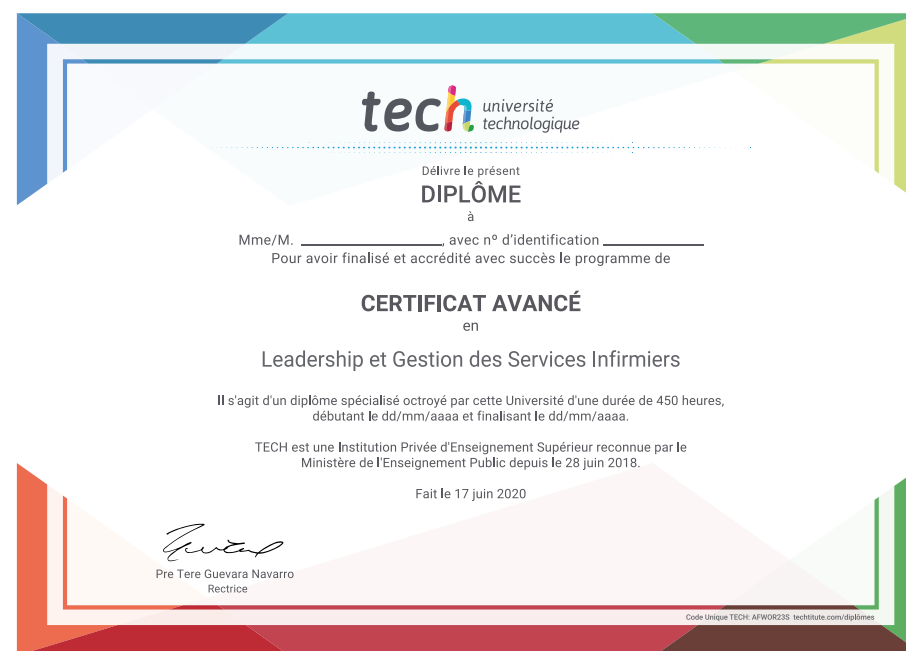 tech université
technologique
Délivre le présent
DIPLÔME
à
Mme/M. ____________________, avec nº d'identification ______________
Pour avoir finalisé et accrédité avec succès le programme de
CERTIFICAT AVANCÉ
en
Leadership et Gestion des Services Infirmiers
Il s'agit d'un diplôme spécialisé octroyé par cette Université d'une durée de 450 heures,
débutant le dd/mm/aaaa et finalisant le dd/mm/aaaa.
TECH est une Institution Privée d'Enseignement Supérieur reconnue par le
Ministère de l'Enseignement Public depuis le 28 juin 2018.
Fait le 17 juin 2020
Pre Tere Guevara Navarro
Rectrice
Code Unique TECH: AFWOR23S techtitute.com/diplômes